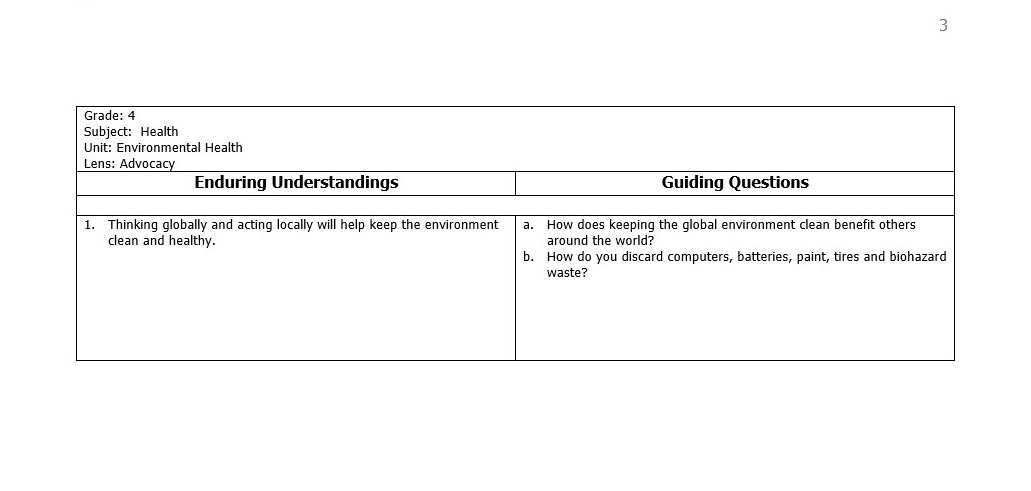 3
Grade: 4
Subject:  Health
Unit: Environmental Health
Lens: Advocacy
Enduring Understandings
Guiding Questions
1. Thinking globally and acting locally will help keep the environment
clean and healthy.
a. How does keeping the global environment clean benefit others
around the world?
b. How do you discard computers, batteries, paint, tires and biohazard
waste?